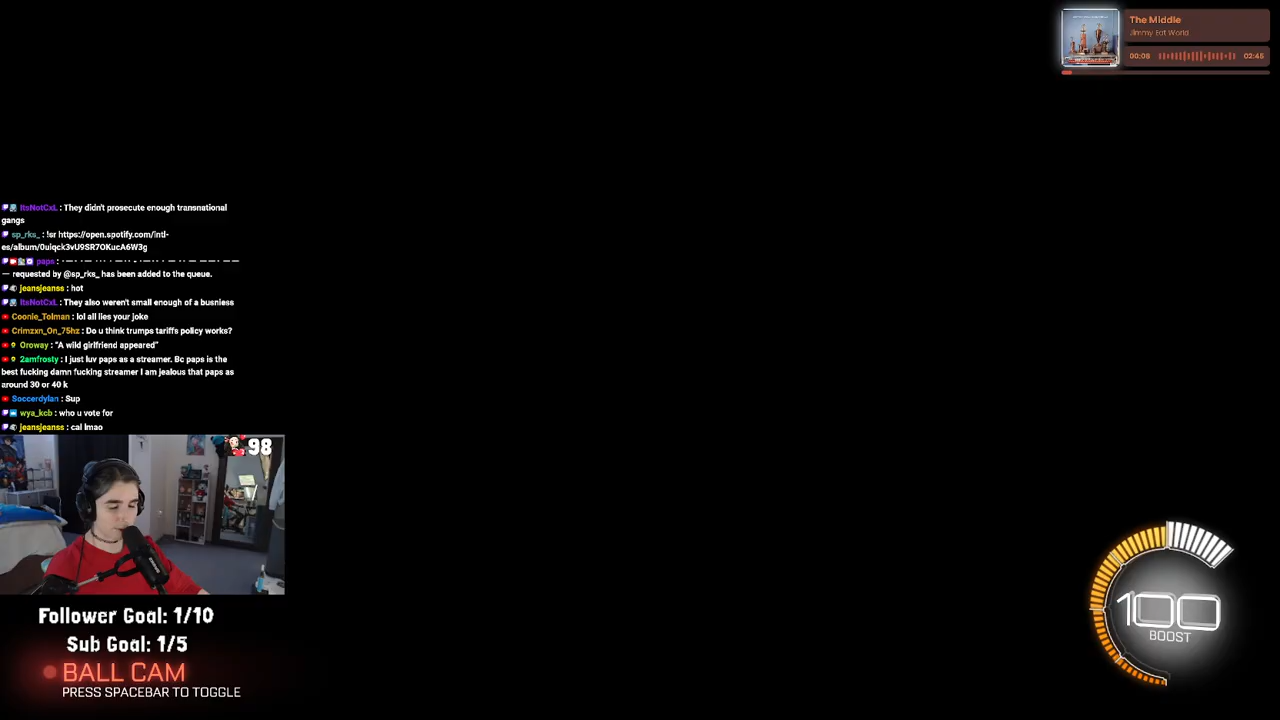 The Middle
Jimmy Eat World
00:08
02:45
ItsNotCxL : They didn't prosecute enough transnational
gangs
sp_rks_ : !sr https://open.spotify.com/intl-
es/album/0uiqck3vU9SR7OKucA6W3g
paps :
— requested by @sp_rks_ has been added to the queue.
jeansjeanss : hot
ItsNotCxL : They also weren't small enough of a busniess
Coonie_Tolman : lol all lies your joke
Crimzxn_On_75hz : Do u think trumps tariffs policy works?
Oroway : "A wild girlfriend appeared"
2amfrosty : I just luv paps as a streamer. Bc paps is the
best fucking damn fucking streamer I am jealous that paps as
around 30 or 40 k
Soccerdylan : Sup
wya_kcb : who u vote for
jeansjeanss : cal lmao
98
Follower Goal: 1/10
Sub Goal: 1/5
BALL CAM
PRESS SPACEBAR TO TOGGLE
100
BOOST